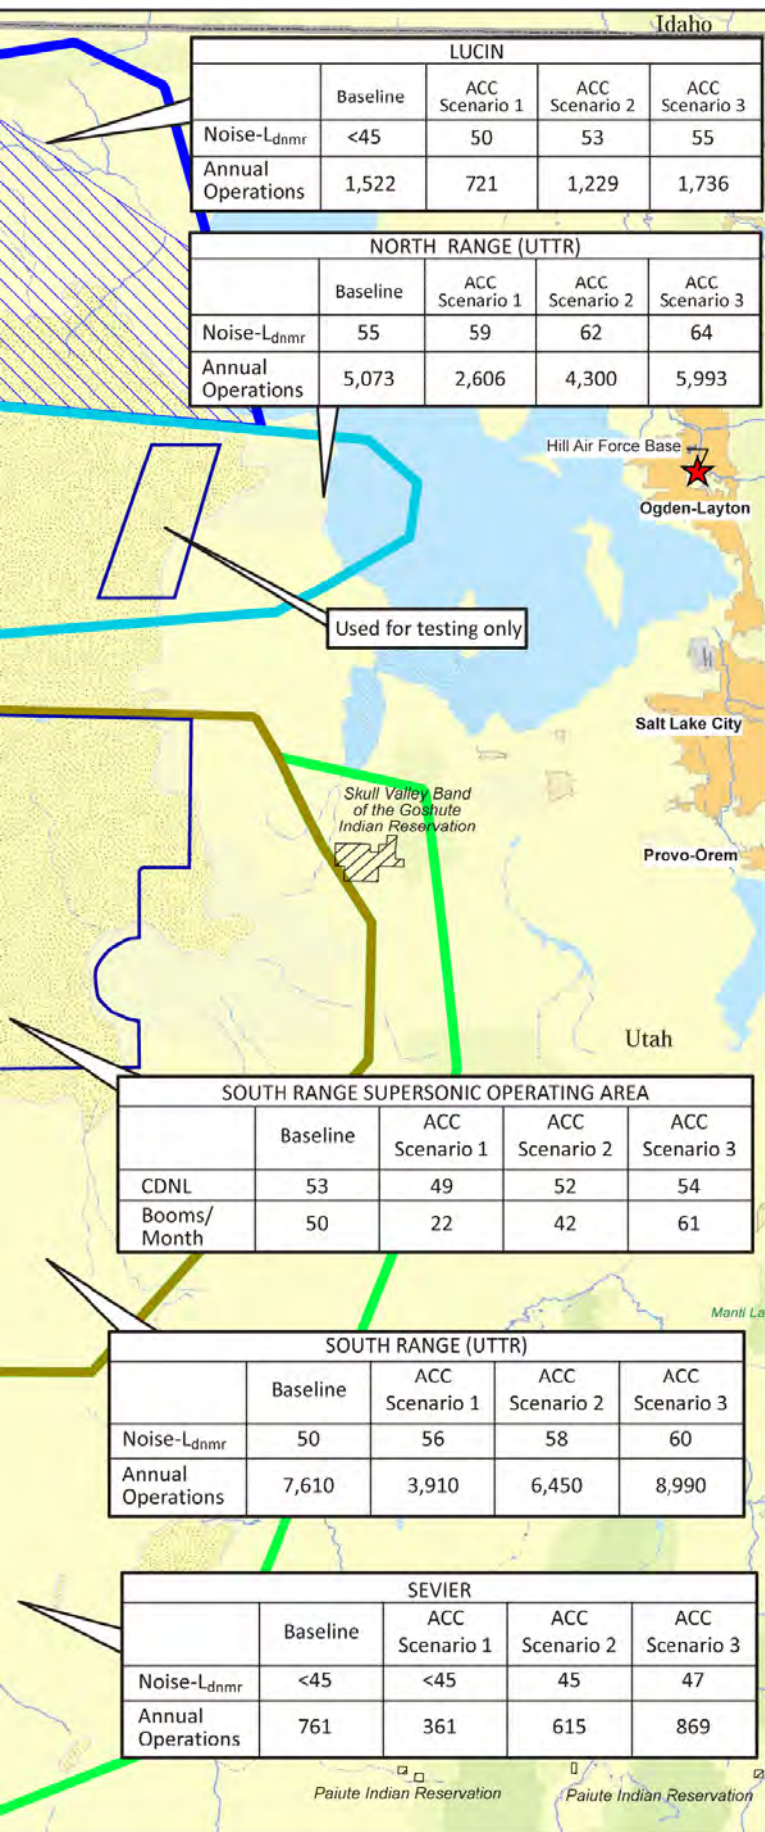 Idaho
LUCIN
Baseline
ACC
Scenario 1
ACC
Scenario 2
ACC
Scenario 3
Noise-Ldnmr <45 50 53 55
Annual
Operations 1,522 721 1,229 1,736
NORTH RANGE (UTTR)
Baseline
ACC
Scenario 1
ACC
Scenario 2
ACC
Scenario 3
Noise-Ldnmr 55 59 62 64
Annual
Operations 5,073 2,606 4,300 5,993
Hill Air Force Base
Ogden-Layton
Used for testing only
Salt Lake City
Skull Valley Band
of the Goshute
Indian Reservation
Provo-Orem
Utah
SOUTH RANGE SUPERSONIC OPERATING AREA
Baseline
ACC
Scenario 1
ACC
Scenario 2
ACC
Scenario 3
CDNL 53 49 52 54
Booms/
Month 50 22 42 61
Manti La
SOUTH RANGE (UTTR)
Baseline
ACC
Scenario 1
ACC
Scenario 2
ACC
Scenario 3
Noise-Ldnmr 50 56 58 60
Annual
Operations 7,610 3,910 6,450 8,990
SEVIER
Baseline
ACC
Scenario 1
ACC
Scenario 2
ACC
Scenario 3
Noise-Ldnmr <45 <45 45 47
Annual
Operations 761 361 615 869
Paiute Indian Reservation
Paiute Indian Reservation